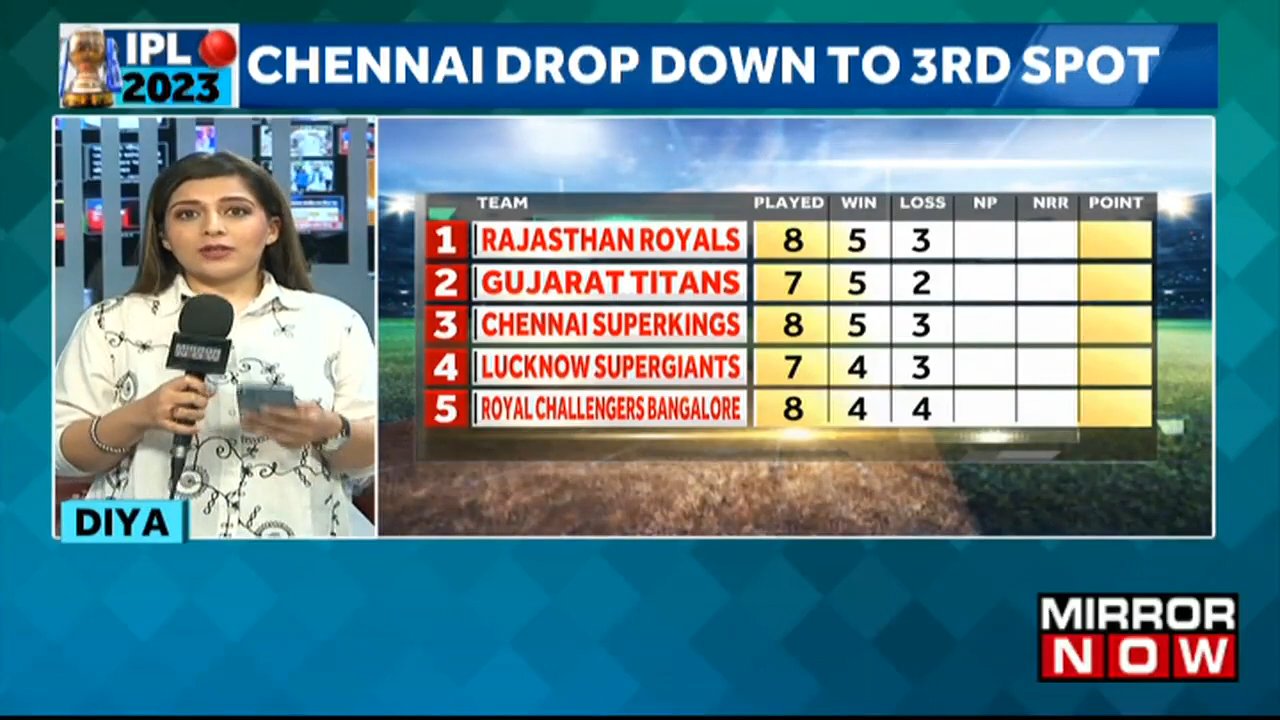 IPL
2023
CHENNAI DROP DOWN TO 3RD SPOT
TEAM PLAYED WIN LOSS NP NRR POINT
1 RAJASTHAN ROYALS 8 5 3
2 GUJARAT TITANS 7 5 2
3 CHENNAI SUPERKINGS 8 5 3
4 LUCKNOW SUPERGIANTS 7 4 3
5 ROYAL CHALLENGERS BANGALORE 8 4 4
MIRROR
NOW
DIYA
MIRROR
NOW